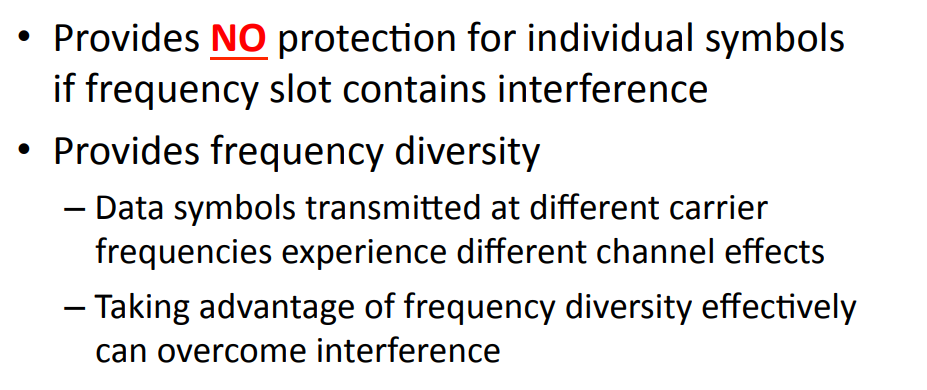 • Provides NO protection for individual symbols
if frequency slot contains interference
• Provides frequency diversity
– Data symbols transmitted at different carrier
frequencies experience different channel effects
– Taking advantage of frequency diversity effectively
can overcome interference